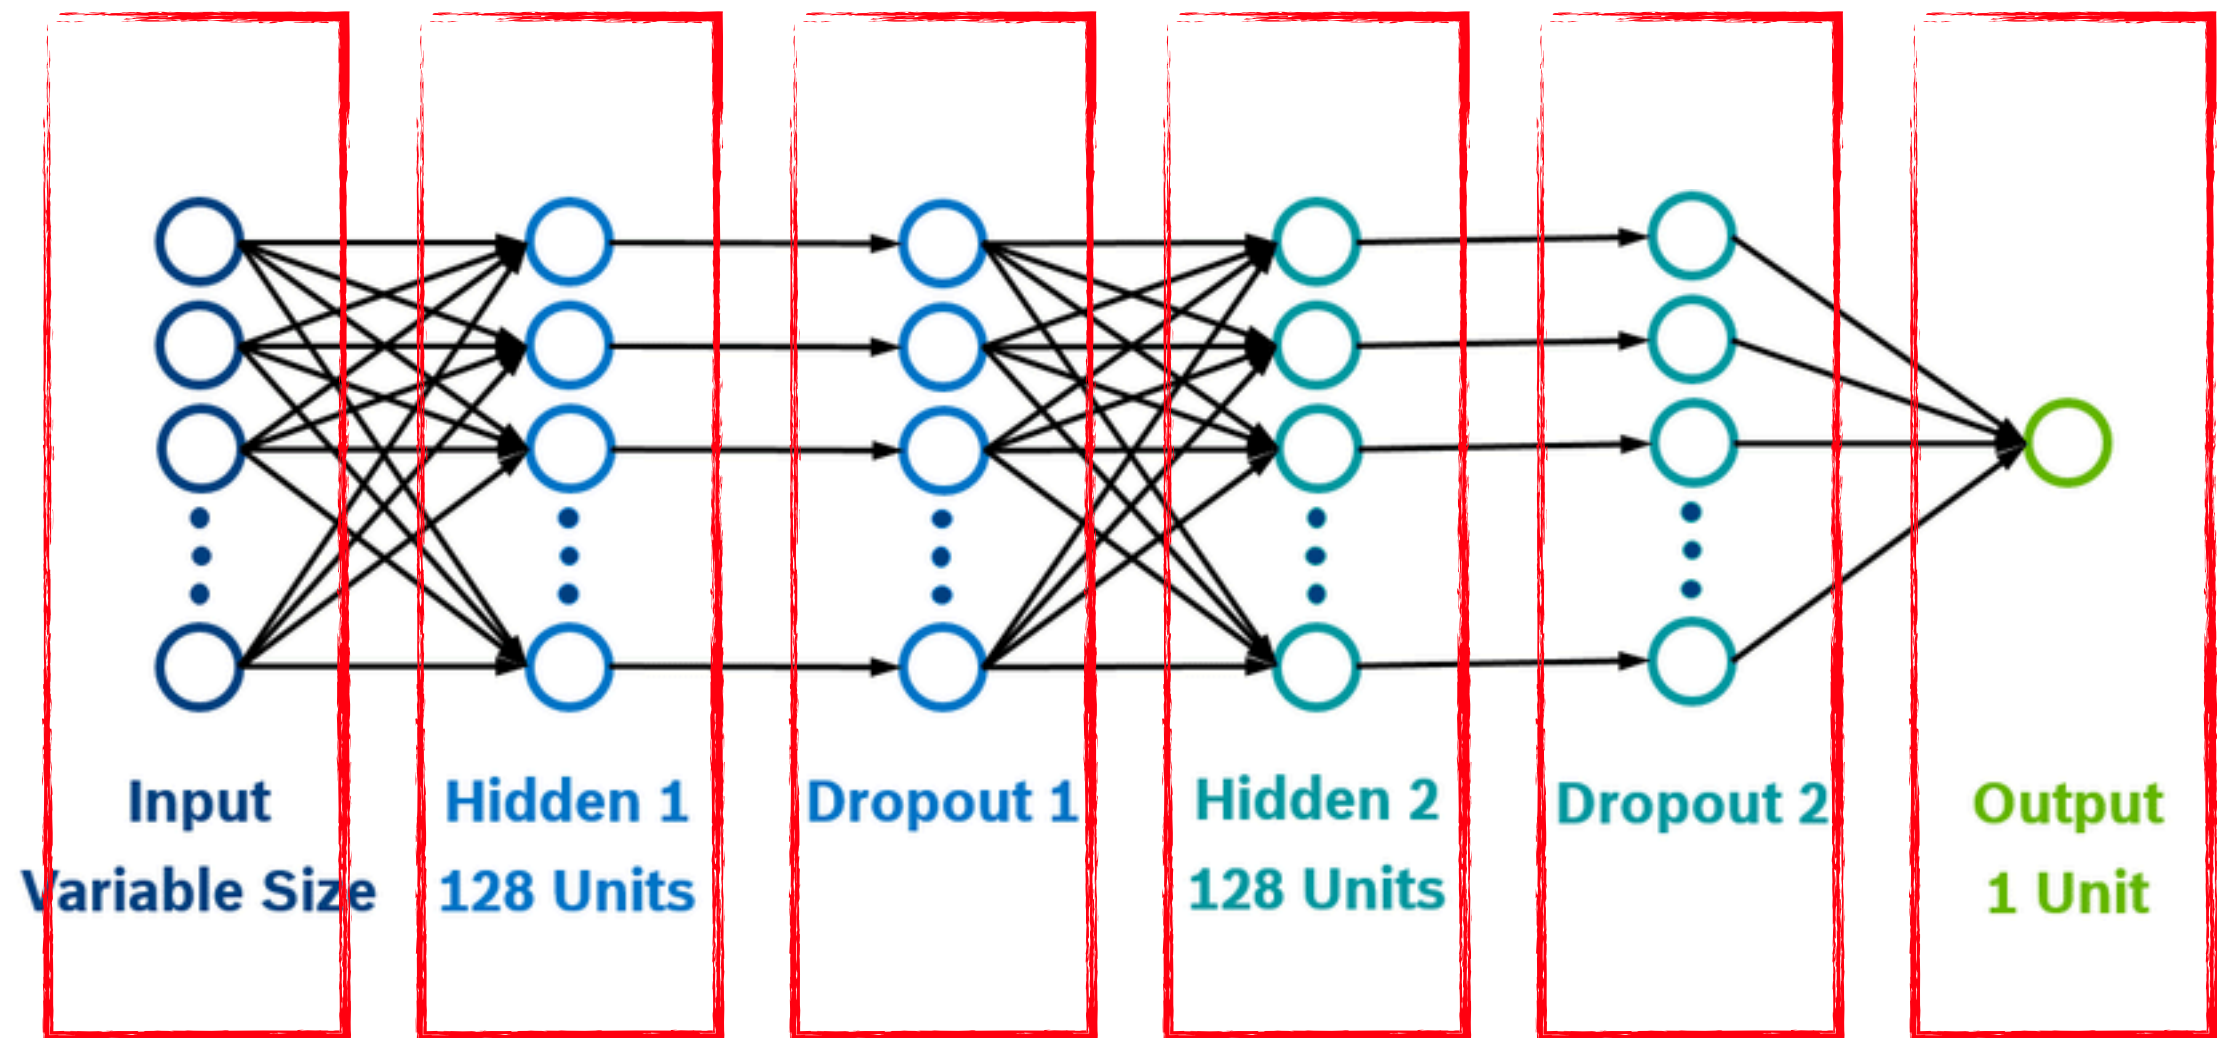 Input
Variable Size
Hidden 1
128 Units
Dropout 1
Hidden 2
128 Units
Dropout 2
Output
1 Unit